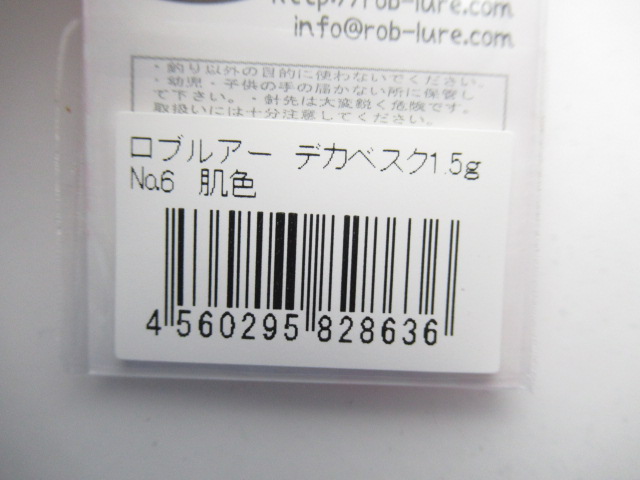 http://rob-lure.com
info@rob-lure.com
・釣り以外の目的に使わないでください。
・幼児・子供の手の届かない所に保管し
て下さい。・針先は大変鋭く危険です。
取扱いには十分注意してください。
ロブルアー デカベスク1.5g
No.6 肌色
4 560295 828636